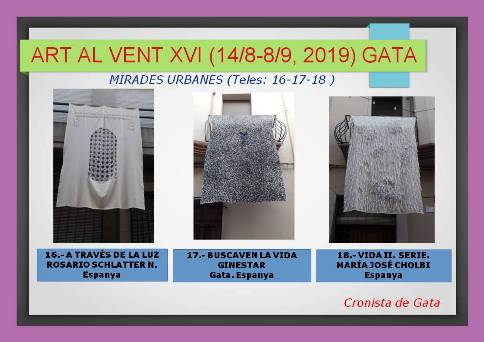 ART AL VENT XVI (14/8-8/9, 2019) GATA
MIRADES URBANES (Teles: 16-17-18 )
16.- A TRAVÉS DE LA LUZ
ROSARIO SCHLATTER N.
Espanya
17.- BUSCAVEN LA VIDA
GINESTAR
Gata. Espanya
18.- VIDA II. SERIE.
MARÍA JOSÉ CHOLBI
Espanya
Cronista de Gata